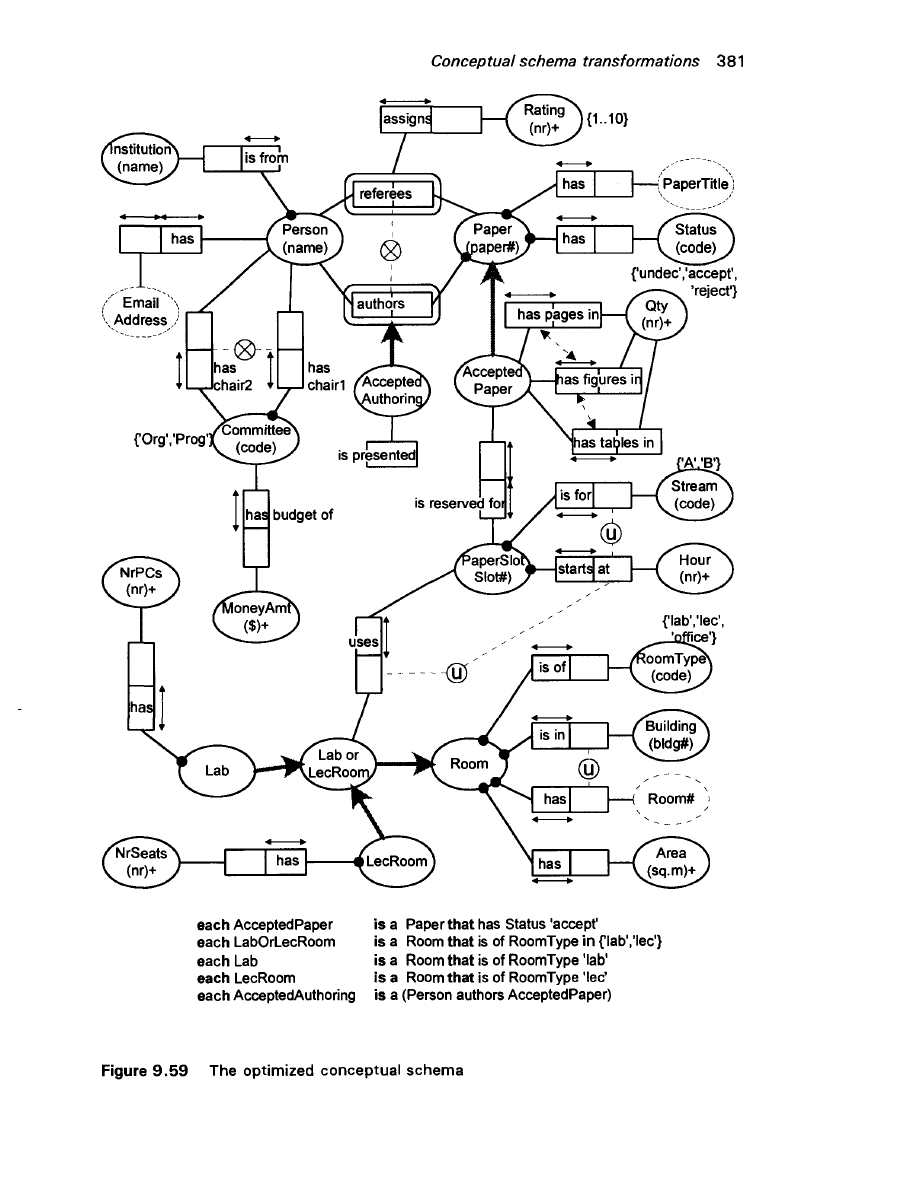 Conceptual schema transformations 381
assigns
Rating
(nr)+
{1..10}
Institution
(name)
is from
referees
has
PaperTitle
Person
(name)
Paper
(paper#)
has
Status
(code)
has
{'undec','accept',
'reject'}
Email
Address
authors
has pages in
Qty
(nr)+
has
chair2
has
chair1
Accepted
Authoring
Accepted
Paper
has figures in
{'Org','Prog'}
Committee
(code)
is presented
has tables in
{'A','B'}
has budget of
is reserved for
is for
Stream
(code)
u
NrPCs
(nr)+
PaperSlot
Slot#)
starts at
Hour
(nr)+
MoneyAmt
($)+
uses
{'lab','lec',
'office'}
u
is of
RoomType
(code)
has
is in
Building
(bldg#)
Lab
Lab or
LecRoom
Room
u
has
Room#
NrSeats
(nr)+
has
LecRoom
has
Area
(sq.m)+
each AcceptedPaper is a Paper that has Status 'accept'
each LabOrLecRoom is a Room that is of RoomType in {'lab','lec'}
each Lab is a Room that is of RoomType 'lab'
each LecRoom is a Room that is of RoomType 'lec'
each AcceptedAuthoring is a (Person authors AcceptedPaper)
Figure 9.59 The optimized conceptual schema